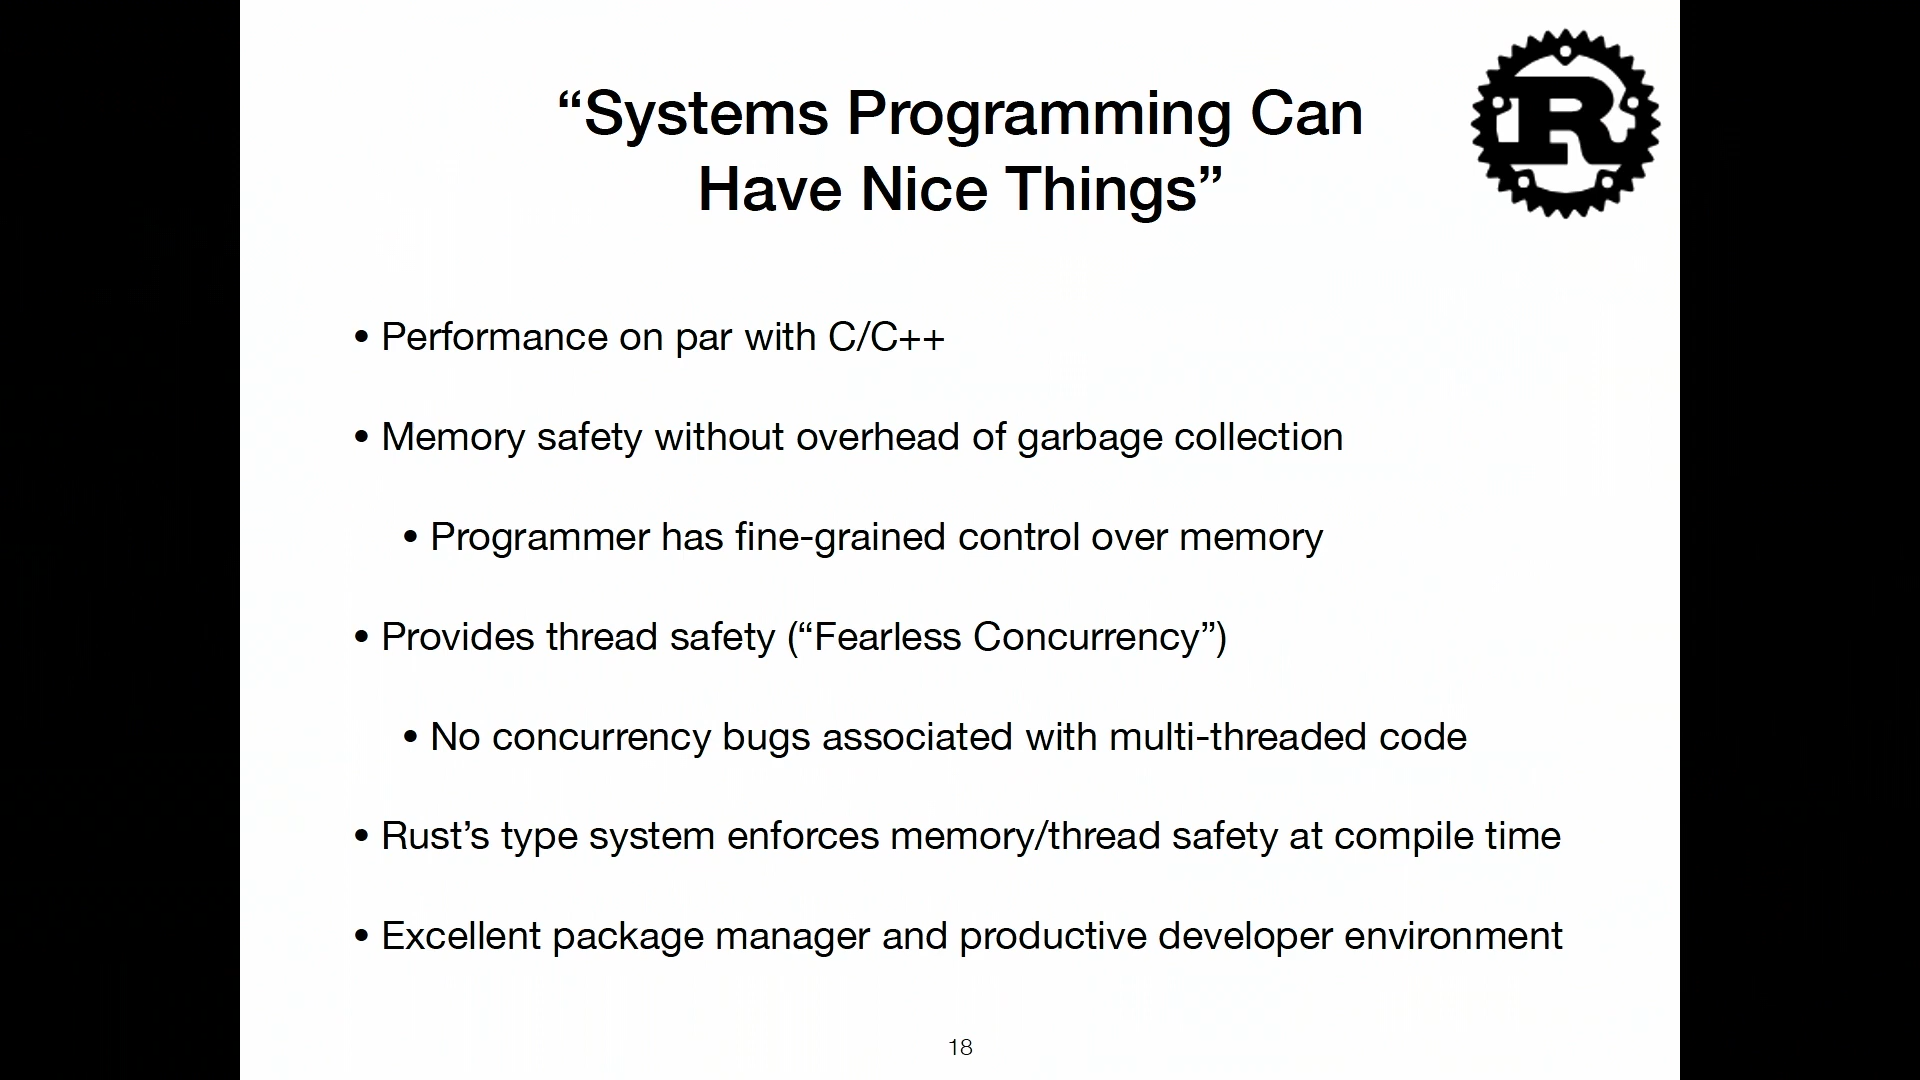 “Systems Programming Can
Have Nice Things”
R
• Performance on par with C/C++
• Memory safety without overhead of garbage collection
• Programmer has fine-grained control over memory
• Provides thread safety (“Fearless Concurrency”)
• No concurrency bugs associated with multi-threaded code
• Rust’s type system enforces memory/thread safety at compile time
• Excellent package manager and productive developer environment
18